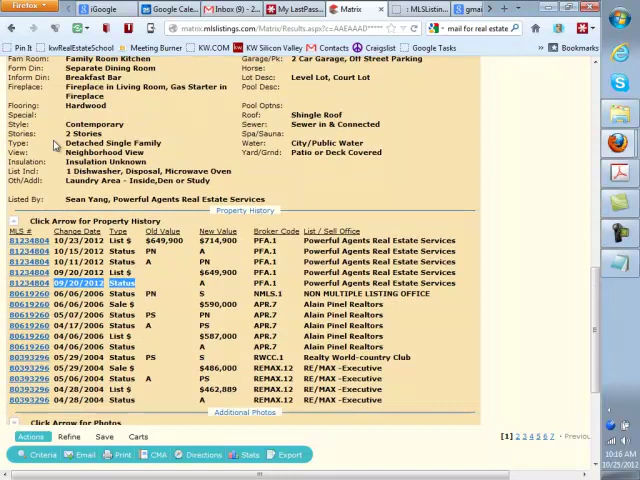 Firefox
iGoogle
Google Cale...
Inbox (9) - 2...
My LastPass...
Matrix
: MLSListin...
gmai
matrix.mlslistings.com/Matrix/Results.aspx?c=AAEAAAD*****
mail for real estate
Pin It
kwRealEstateSchool
Meeting Burner
KW.COM
KW Silicon Valley
Contacts
Craigslist
Google Tasks
Bookmarks
Fam Room: Family Room Kitchen Garage/Pk: 2 Car Garage, Off Street Parking
Form Din: Separate Dining Room Horse:
Inform Din: Breakfast Bar Lot Desc: Level Lot, Court Lot
Fireplace: Fireplace in Living Room, Gas Starter in Pool Desc:
Fireplace
Flooring: Hardwood Pool Optns:
Special: Roof: Shingle Roof
Style: Contemporary Sewer: Sewer in & Connected
Stories: 2 Stories Spa/Sauna:
Type: Detached Single Family Water: City/Public Water
View: Neighborhood View Yard/Grnd: Patio or Deck Covered
Insulation: Insulation Unknown
List Incl: 1 Dishwasher, Disposal, Microwave Oven
Oth/Addl: Laundry Area - Inside,Den or Study
Listed By: Sean Yang, Powerful Agents Real Estate Services
Property History
Click Arrow for Property History
MLS # Change Date Type Old Value New Value Broker Code List / Sell Office
81234804 10/23/2012 List $ $649,900 $714,900 PFA.1 Powerful Agents Real Estate Services
81234804 10/15/2012 Status PN A PFA.1 Powerful Agents Real Estate Services
81234804 10/11/2012 Status A PN PFA.1 Powerful Agents Real Estate Services
81234804 09/20/2012 List $ $649,900 PFA.1 Powerful Agents Real Estate Services
81234804 09/20/2012 Status A PFA.1 Powerful Agents Real Estate Services
80619260 06/06/2006 Status PN S NMLS.1 NON MULTIPLE LISTING OFFICE
80619260 06/06/2006 Sale $ $590,000 APR.7 Alain Pinel Realtors
80619260 05/07/2006 Status PS PN APR.7 Alain Pinel Realtors
80619260 04/17/2006 Status A PS APR.7 Alain Pinel Realtors
80619260 04/06/2006 List $ $587,000 APR.7 Alain Pinel Realtors
80619260 04/06/2006 Status A APR.7 Alain Pinel Realtors
80393296 05/29/2004 Status PS S RWCC.1 Realty World-country Club
80393296 05/29/2004 Sale $ $486,000 REMAX.12 RE/MAX -Executive
80393296 05/06/2004 Status A PS REMAX.12 RE/MAX -Executive
80393296 04/28/2004 List $ $462,889 REMAX.12 RE/MAX -Executive
80393296 04/28/2004 Status A REMAX.12 RE/MAX -Executive
Additional Photos
Click Arrow for Photos
Actions Refine Save Carts
[1] 2 3 4 5 6 7 · Previou
Criteria Email Print CMA Directions Stats Export
10:16 AM
10/25/2012